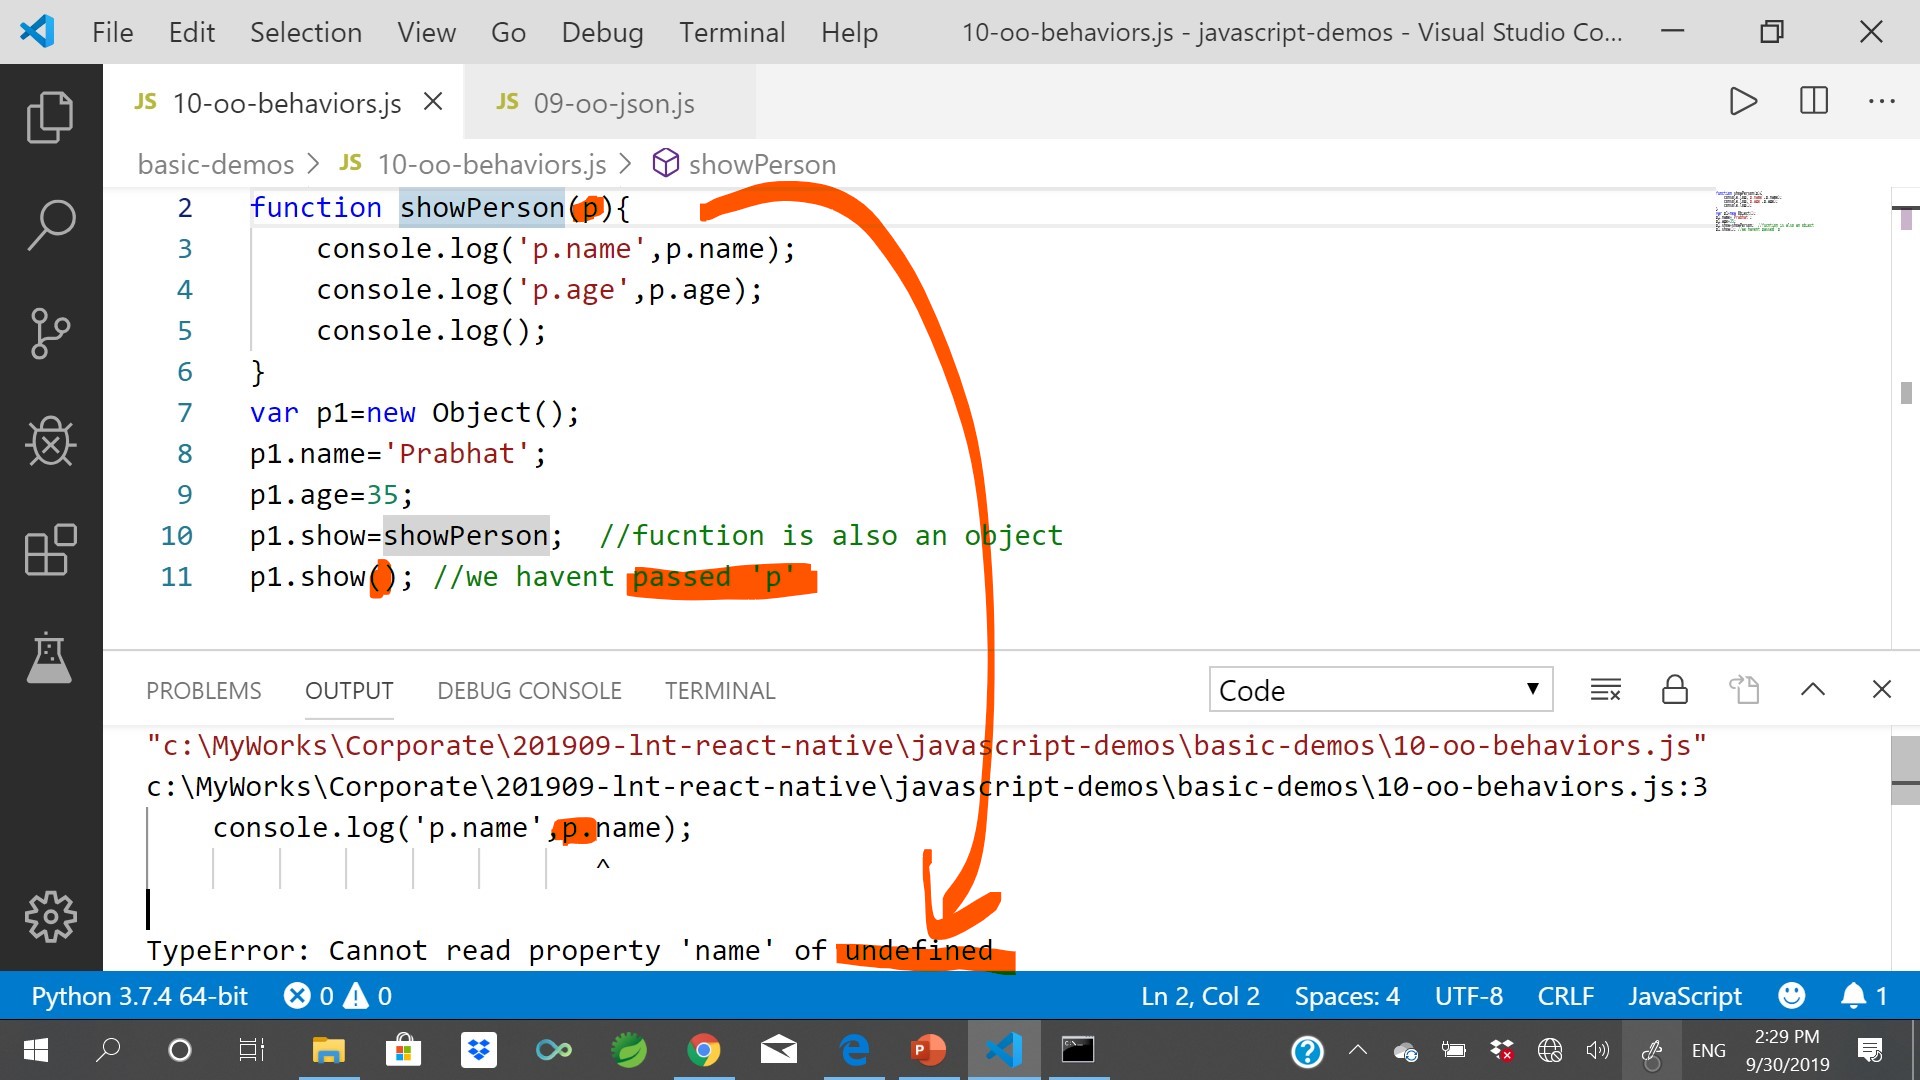 File Edit Selection View Go Debug Terminal Help 10-oo-behaviors.js - javascript-demos - Visual Studio Co...
JS 10-oo-behaviors.js JS 09-oo-json.js
basic-demos > JS 10-oo-behaviors.js > showPerson
2 function showPerson(p){
3 console.log('p.name',p.name);
4 console.log('p.age',p.age);
5 console.log();
6 }
7 var p1=new Object();
8 p1.name='Prabhat';
9 p1.age=35;
10 p1.show=showPerson; //fucntion is also an object
11 p1.show(); //we havent passed 'p'
PROBLEMS OUTPUT DEBUG CONSOLE TERMINAL Code
"c:\MyWorks\Corporate\201909-lnt-react-native\javascript-demos\basic-demos\10-oo-behaviors.js"
c:\MyWorks\Corporate\201909-lnt-react-native\javascript-demos\basic-demos\10-oo-behaviors.js:3
console.log('p.name',p.name);
^
TypeError: Cannot read property 'name' of undefined
Python 3.7.4 64-bit 0 0 Ln 2, Col 2 Spaces: 4 UTF-8 CRLF JavaScript 1
ENG 2:29 PM
9/30/2019